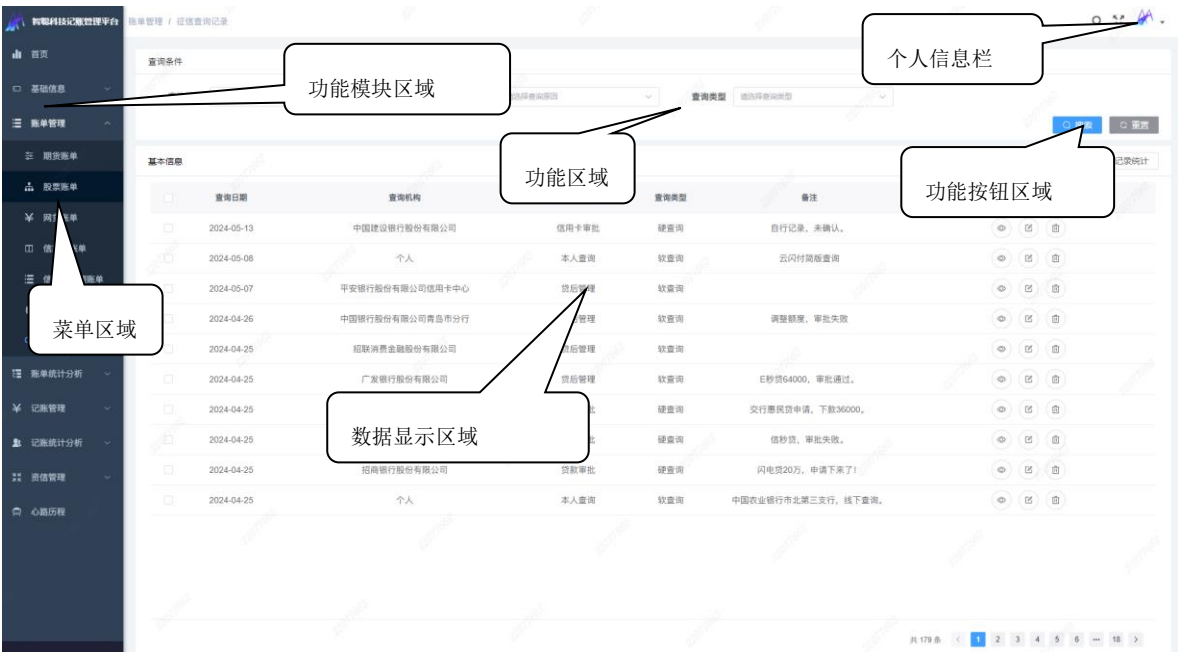 智聪科技记账管理平台
账单管理 / 征信查询记录
个人信息栏
首页
基础信息
账单管理
期货账单
股票账单
账单统计分析
记账管理
记账统计分析
资信管理
心路历程
功能模块区域
菜单区域
查询条件
请选择查询原因
查询类型 请选择查询类型
功能区域
重置
功能按钮区域
基本信息
记录统计
查询日期 查询机构 查询类型 备注
2024-05-13 中国建设银行股份有限公司 信用卡审批 硬查询 自行记录，未确认。
2024-05-08 个人 本人查询 软查询 云闪付简版查询
2024-05-07 平安银行股份有限公司信用卡中心 贷后管理 软查询
2024-04-26 中国银行股份有限公司青岛市分行 管理 软查询 调整额度，审批失败
2024-04-25 招联消费金融股份有限公司 贷后管理 软查询
2024-04-25 广发银行股份有限公司 贷后管理 软查询 E秒贷64000，审批通过。
2024-04-25 硬查询 交行惠民贷申请，下款36000。
2024-04-25 硬查询 信秒贷，审批失败。
2024-04-25 招商银行股份有限公司 贷款审批 硬查询 闪电贷20万，申请下来了!
2024-04-25 个人 本人查询 软查询 中国农业银行市北第三支行，线下查询。
数据显示区域
共 179 条 < 1 2 3 4 5 6 ... 18 >